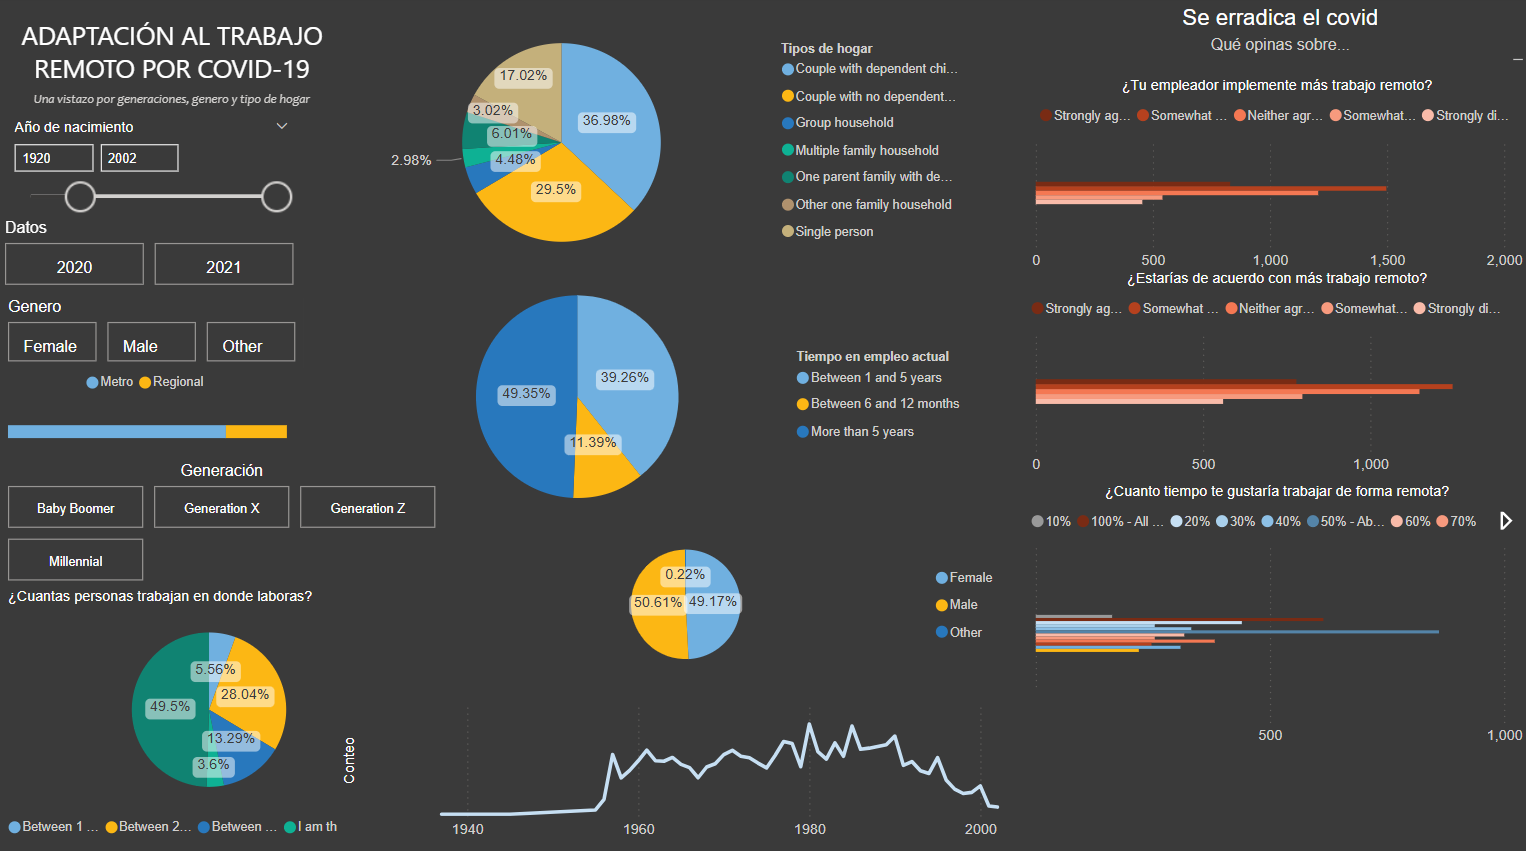 ADAPTACIÓN AL TRABAJO
REMOTO POR COVID-19
Una vistazo por generaciones, genero y tipo de hogar
Año de nacimiento
1920
2002
Datos
2020
2021
Genero
Female
Male
Other
Metro
Regional
Generación
Baby Boomer
Generation X
Generation Z
Millennial
¿Cuantas personas trabajan en donde laboras?
5.56%
28.04%
49.5%
13.29%
3.6%
Between 1 ...
Between 2...
Between ...
I am th
17.02%
3.02%
36.98%
6.01%
2.98%
4.48%
29.5%
Tipos de hogar
Couple with dependent chi...
Couple with no dependent...
Group household
Multiple family household
One parent family with de...
Other one family household
Single person
39.26%
49.35%
11.39%
Tiempo en empleo actual
Between 1 and 5 years
Between 6 and 12 months
More than 5 years
0.22%
50.61%
49.17%
Female
Male
Other
Conteo
1940
1960
1980
2000
Se erradica el covid
Qué opinas sobre...
¿Tu empleador implemente más trabajo remoto?
Strongly ag...
Somewhat ...
Neither agr...
Somewhat...
Strongly di...
0
500
1,000
1,500
2,000
¿Estarías de acuerdo con más trabajo remoto?
Strongly ag...
Somewhat ...
Neither agr...
Somewhat...
Strongly di...
0
500
1,000
¿Cuanto tiempo te gustaría trabajar de forma remota?
10%
100% - All ...
20%
30%
40%
50% - Ab...
60%
70%
500
1,000